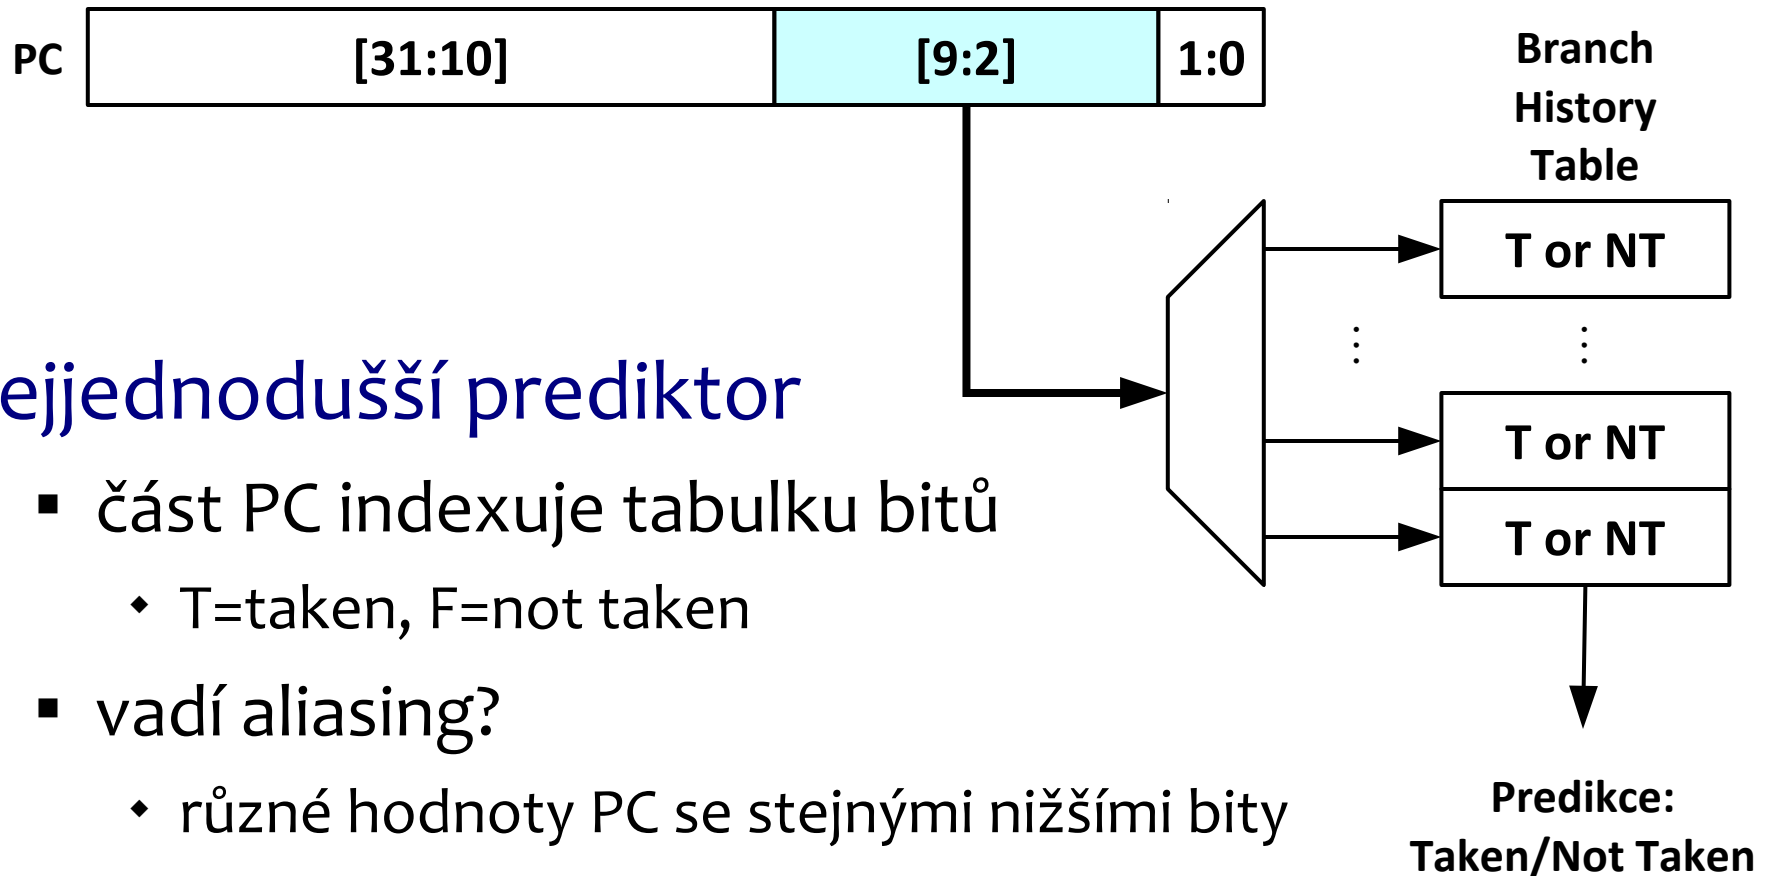 PC [31:10] [9:2] 1:0
Branch
History
Table
T or NT
T or NT
T or NT
ejjednodušší prediktor
▪ část PC indexuje tabulku bitů
◆ T=taken, F=not taken
▪ vadí aliasing?
◆ různé hodnoty PC se stejnými nižšími bity
Predikce:
Taken/Not Taken